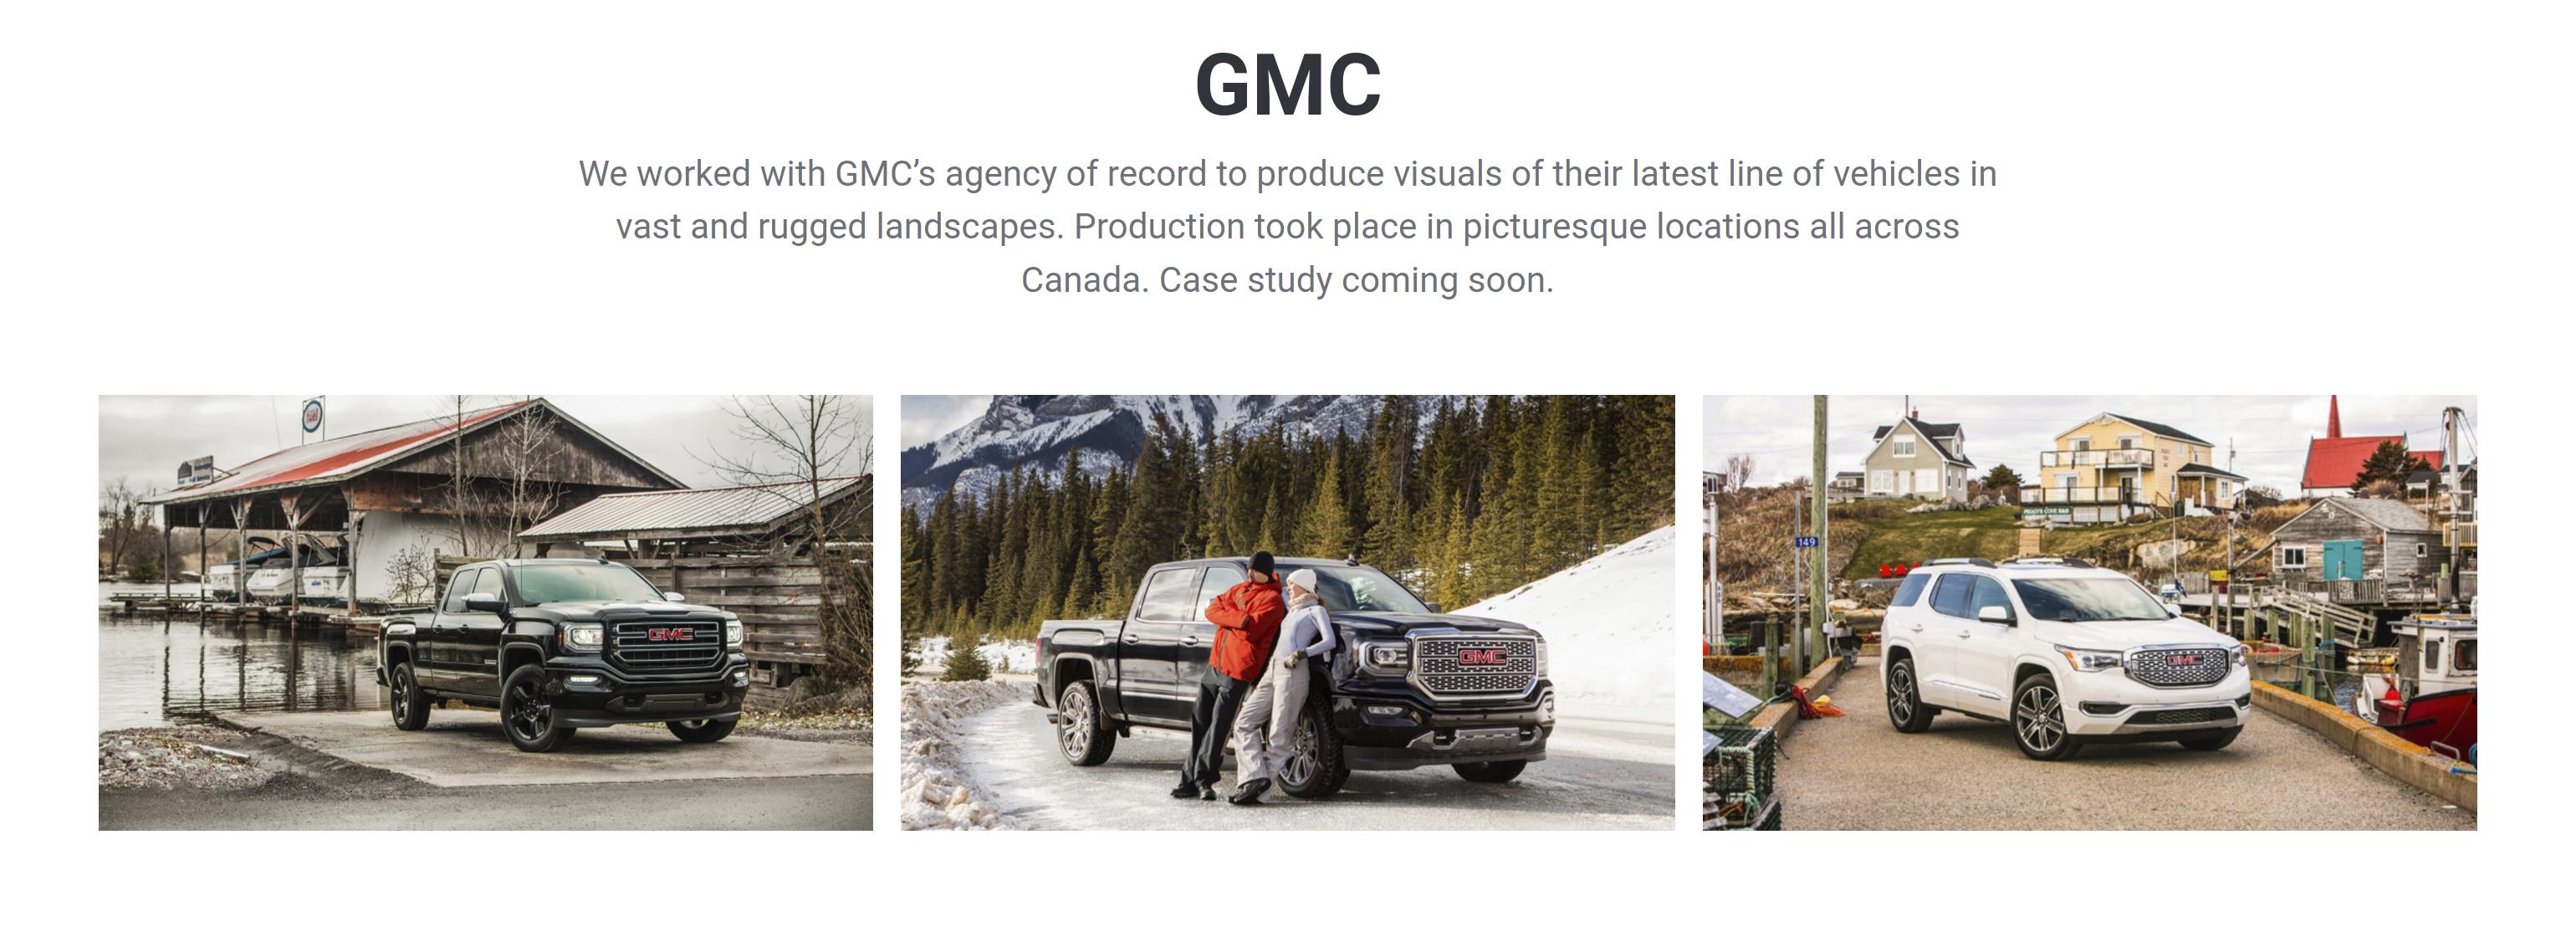 GMC
We worked with GMC’s agency of record to produce visuals of their latest line of vehicles in
vast and rugged landscapes. Production took place in picturesque locations all across
Canada. Case study coming soon.
GMC
GMC
149
GMC